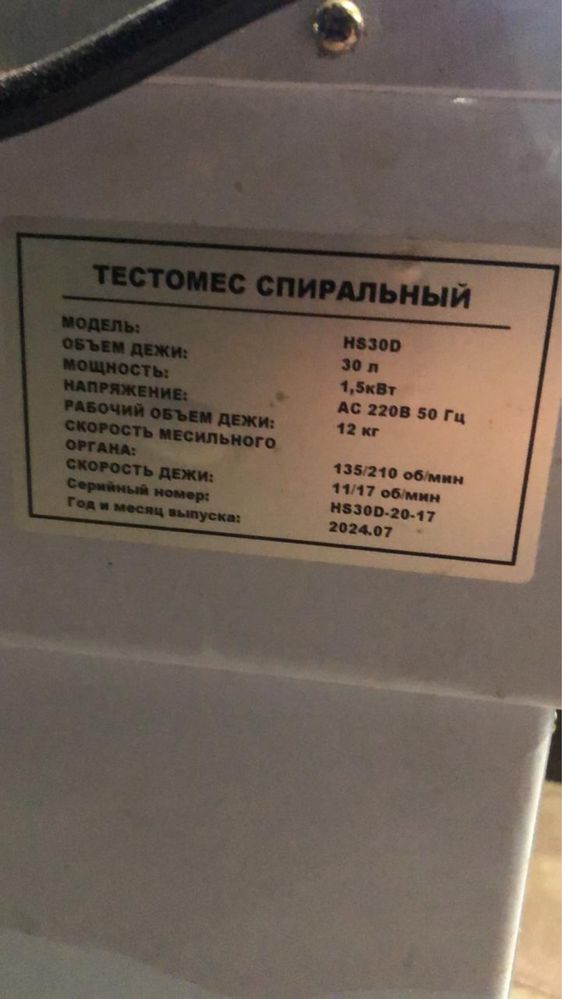 ТЕСТОМЕС СПИРАЛЬНЫЙ
МОДЕЛЬ: HS30D
ОБЪЕМ ДЕЖИ: 30 л
МОЩНОСТЬ: 1,5кВт
НАПРЯЖЕНИЕ: АС 220В 50 Гц
РАБОЧИЙ ОБЪЕМ ДЕЖИ: 12 кг
СКОРОСТЬ МЕСИЛЬНОГО
ОРГАНА: 135/210 об/мин
СКОРОСТЬ ДЕЖИ: 11/17 об/мин
Серийный номер: HS30D-20-17
Год и месяц выпуска: 2024.07